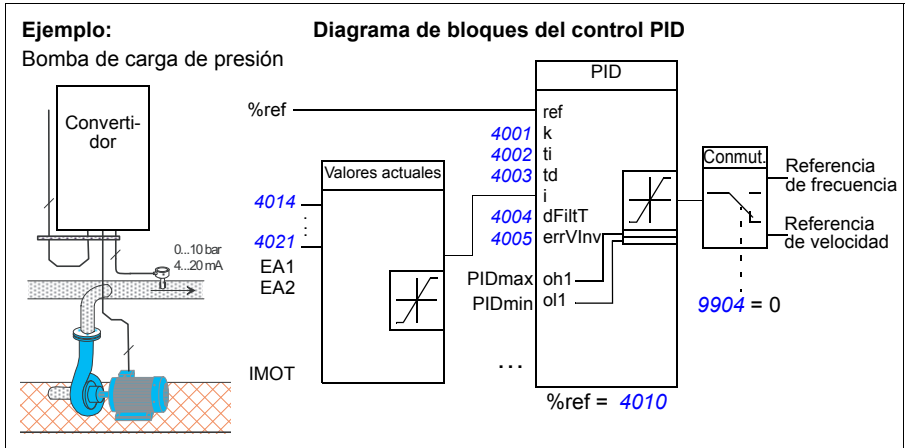 Ejemplo:
Bomba de carga de presión
Diagrama de bloques del control PID
Converti-
dor
0...10 bar
4...20 mA
%ref
Valores actuales
4014
4021
EA1
EA2
IMOT
PID
ref
4001 k
4002 ti
4003 td
i
4004 dFiltT
4005 errVInv
PIDmax oh1
PIDmin ol1
...
%ref = 4010
Conmut.
Referencia
de frecuencia
Referencia
de velocidad
9904 = 0